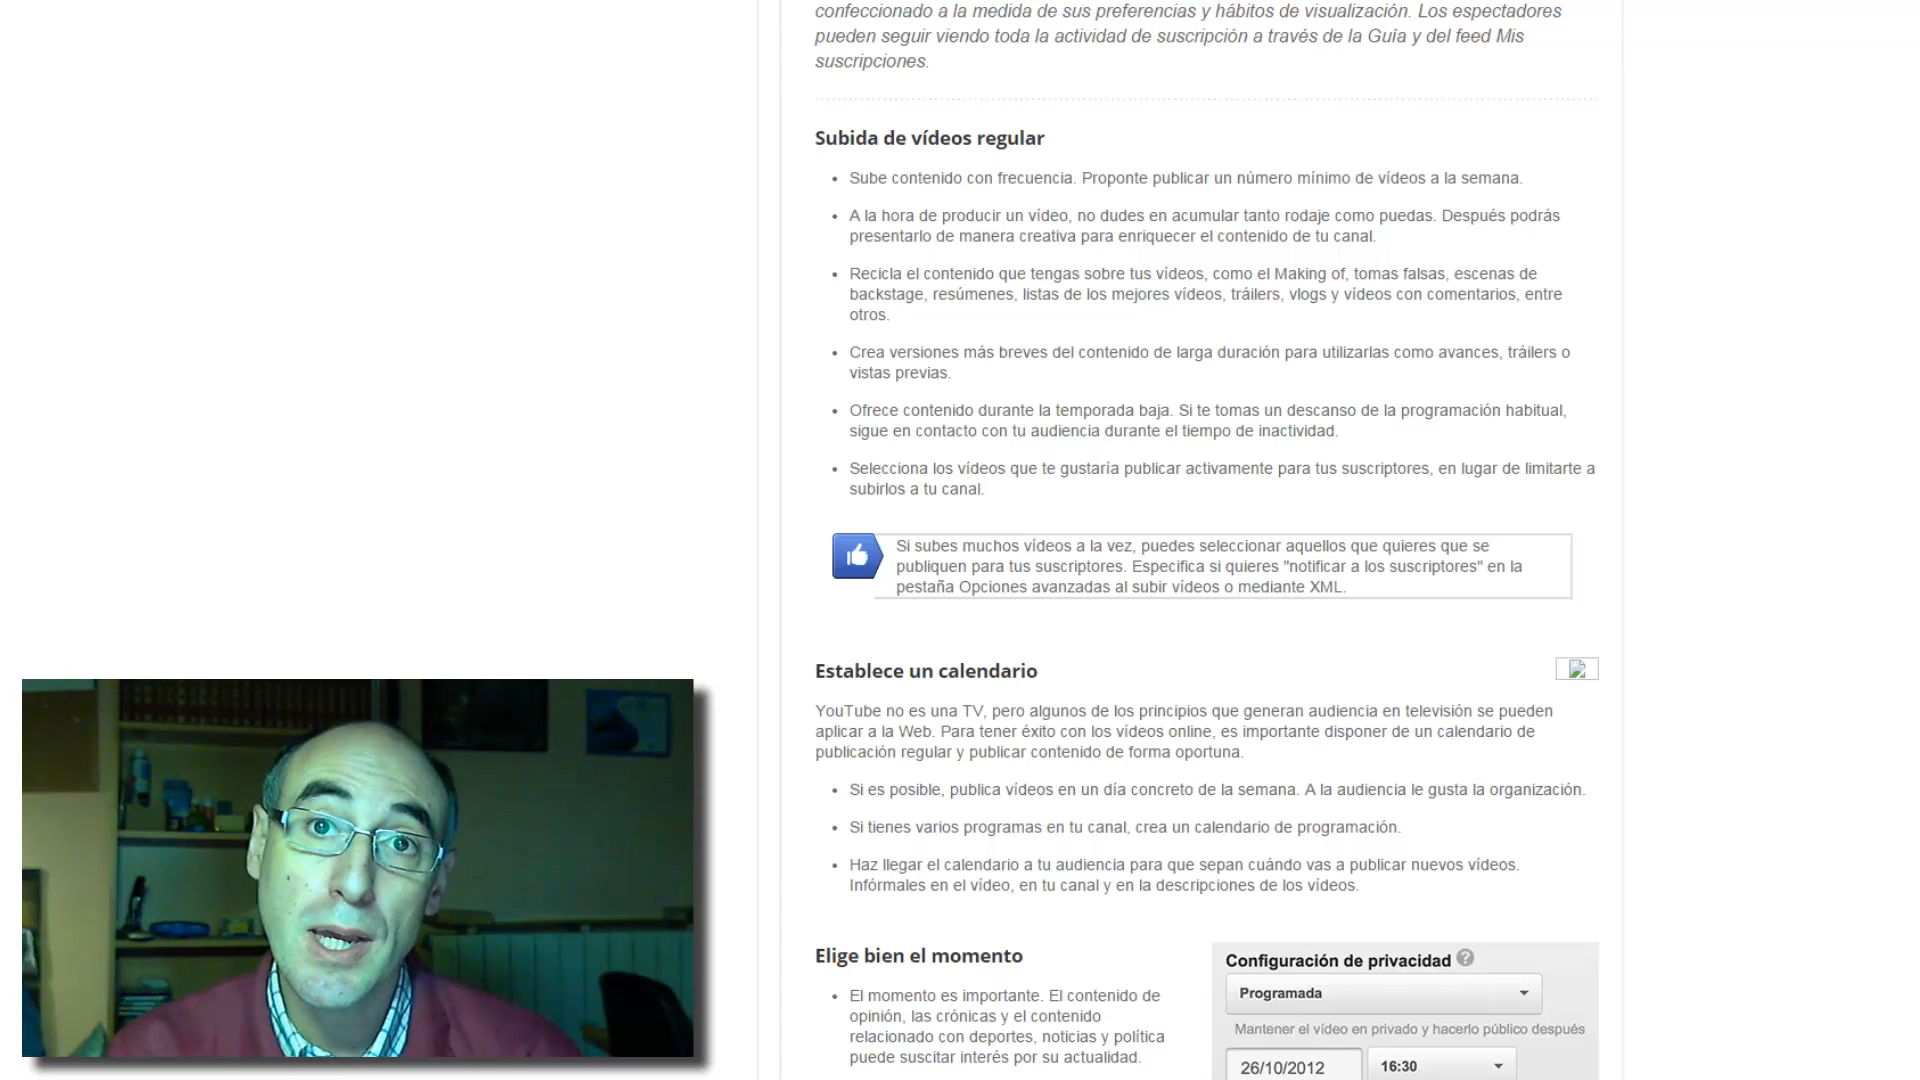 confeccionado a la medida de sus preferencias y hábitos de visualización. Los espectadores
pueden seguir viendo toda la actividad de suscripción a través de la Guía y del feed Mis
suscripciones.
Subida de vídeos regular
• Sube contenido con frecuencia. Proponte publicar un número mínimo de vídeos a la semana.
• A la hora de producir un vídeo, no dudes en acumular tanto rodaje como puedas. Después podrás
presentarlo de manera creativa para enriquecer el contenido de tu canal.
• Recicla el contenido que tengas sobre tus vídeos, como el Making of, tomas falsas, escenas de
backstage, resúmenes, listas de los mejores vídeos, tráilers, vlogs y vídeos con comentarios, entre
otros.
• Crea versiones más breves del contenido de larga duración para utilizarlas como avances, tráilers o
vistas previas.
• Ofrece contenido durante la temporada baja. Si te tomas un descanso de la programación habitual,
sigue en contacto con tu audiencia durante el tiempo de inactividad.
• Selecciona los vídeos que te gustaría publicar activamente para tus suscriptores, en lugar de limitarte a
subirlos a tu canal.
Si subes muchos vídeos a la vez, puedes seleccionar aquellos que quieres que se
publiquen para tus suscriptores. Especifica si quieres "notificar a los suscriptores" en la
pestaña Opciones avanzadas al subir vídeos o mediante XML.
Establece un calendario
YouTube no es una TV, pero algunos de los principios que generan audiencia en televisión se pueden
aplicar a la Web. Para tener éxito con los vídeos online, es importante disponer de un calendario de
publicación regular y publicar contenido de forma oportuna.
• Si es posible, publica vídeos en un día concreto de la semana. A la audiencia le gusta la organización.
• Si tienes varios programas en tu canal, crea un calendario de programación.
• Haz llegar el calendario a tu audiencia para que sepan cuándo vas a publicar nuevos vídeos.
Infórmales en el vídeo, en tu canal y en la descripciones de los vídeos.
Elige bien el momento
• El momento es importante. El contenido de
opinión, las crónicas y el contenido
relacionado con deportes, noticias y política
puede suscitar interés por su actualidad.
Configuración de privacidad ?
Programada
Mantener el vídeo en privado y hacerlo público después
26/10/2012 16:30